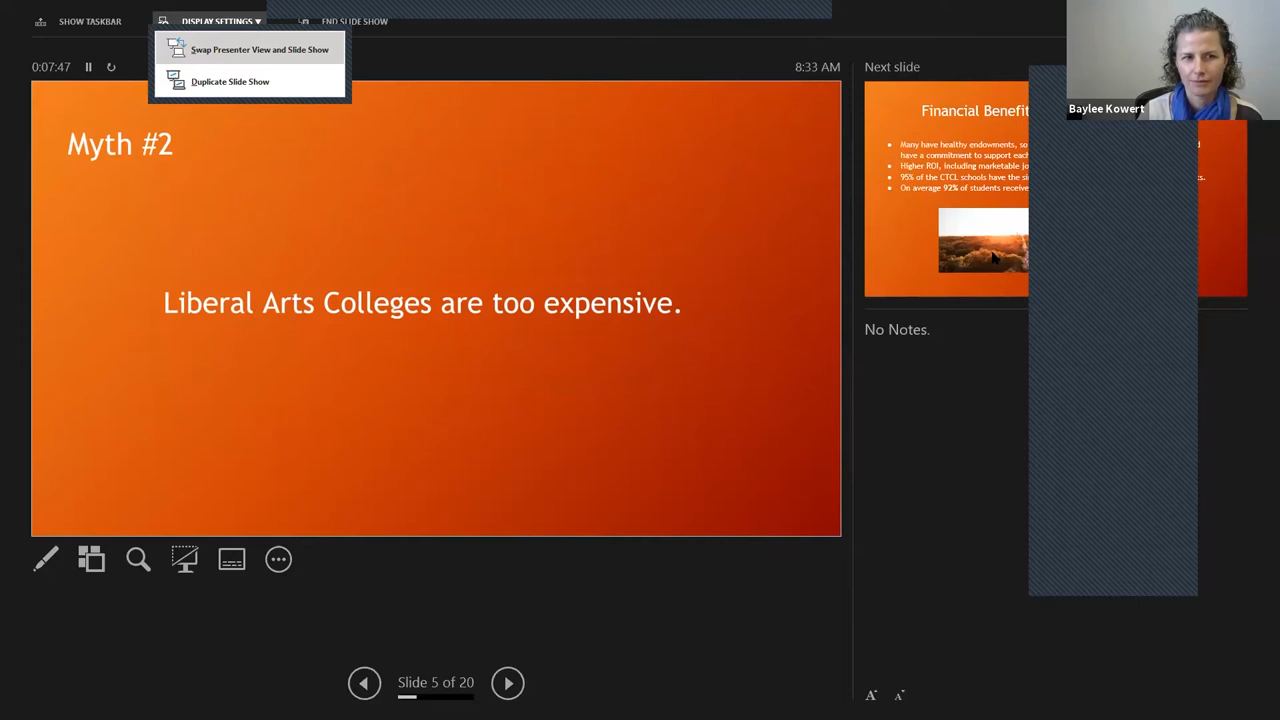 SHOW TASKBAR
DISPLAY SETTINGS ▼
END SLIDE SHOW
Swap Presenter View and Slide Show
Duplicate Slide Show
0:07:47
8:33 AM
Next slide
Baylee Kowert
Myth #2
Liberal Arts Colleges are too expensive.
Financial Benefit
• Many have healthy endowments, so
have a commitment to support each
• Higher ROI, including marketable
• 95% of the CTCL schools have the
• On average 92% of students receive
No Notes.
Slide 5 of 20
A
A